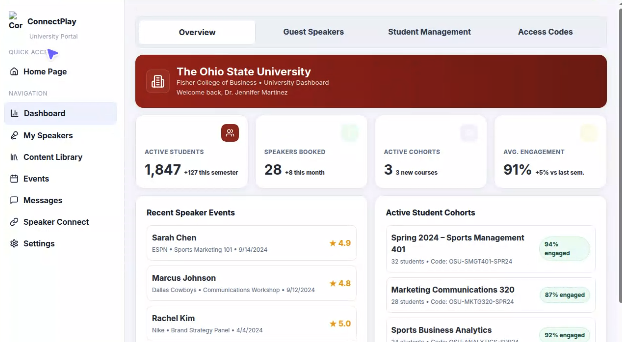 Cor
ConnectPlay
University Portal
QUICK ACCE
Home Page
NAVIGATION
Dashboard
My Speakers
Content Library
Events
Messages
Speaker Connect
Settings
Overview
Guest Speakers
Student Management
Access Codes
The Ohio State University
Fisher College of Business • University Dashboard
Welcome back, Dr. Jennifer Martinez
ACTIVE STUDENTS
1,847 +127 this semester
SPEAKERS BOOKED
28 +8 this month
ACTIVE COHORTS
3 3 new courses
AVG. ENGAGEMENT
91% +5% vs last sem.
Recent Speaker Events
Sarah Chen
ESPN • Sports Marketing 101 • 9/14/2024
★ 4.9
Marcus Johnson
Dallas Cowboys • Communications Workshop • 9/12/2024
★ 4.8
Rachel Kim
Nike • Brand Strategy Panel • 4/4/2024
★ 5.0
Active Student Cohorts
Spring 2024 – Sports Management
401
32 students • Code: OSU-SMGT401-SPR24
94%
engaged
Marketing Communications 320
28 students • Code: OSU-MKTG320-SPR24
87% engaged
Sports Business Analytics
92% engaged